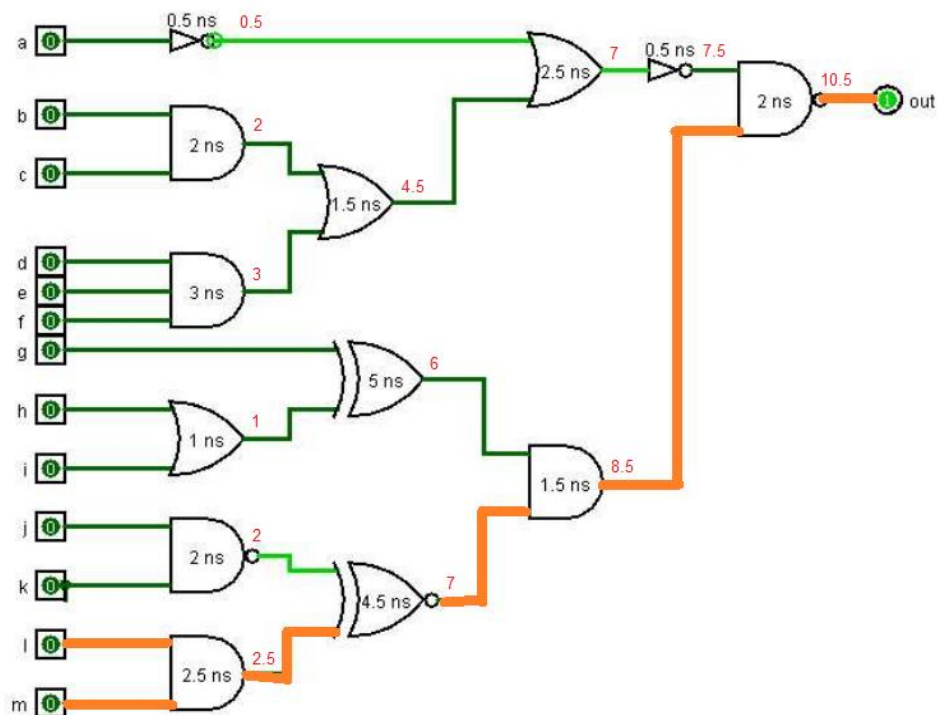 0.5 ns 0.5
a 0
2.5 ns 7 0.5 ns 7.5
2 ns 10.5 1 out
b 0
2 ns 2
c 0
1.5 ns 4.5
d 0
e 0 3 ns 3
f 0
g 0
5 ns 6
h 0
1 ns 1
i 0
1.5 ns 8.5
j 0
2 ns 2
k 0
4.5 ns 7
l 0
2.5 ns 2.5
m 0